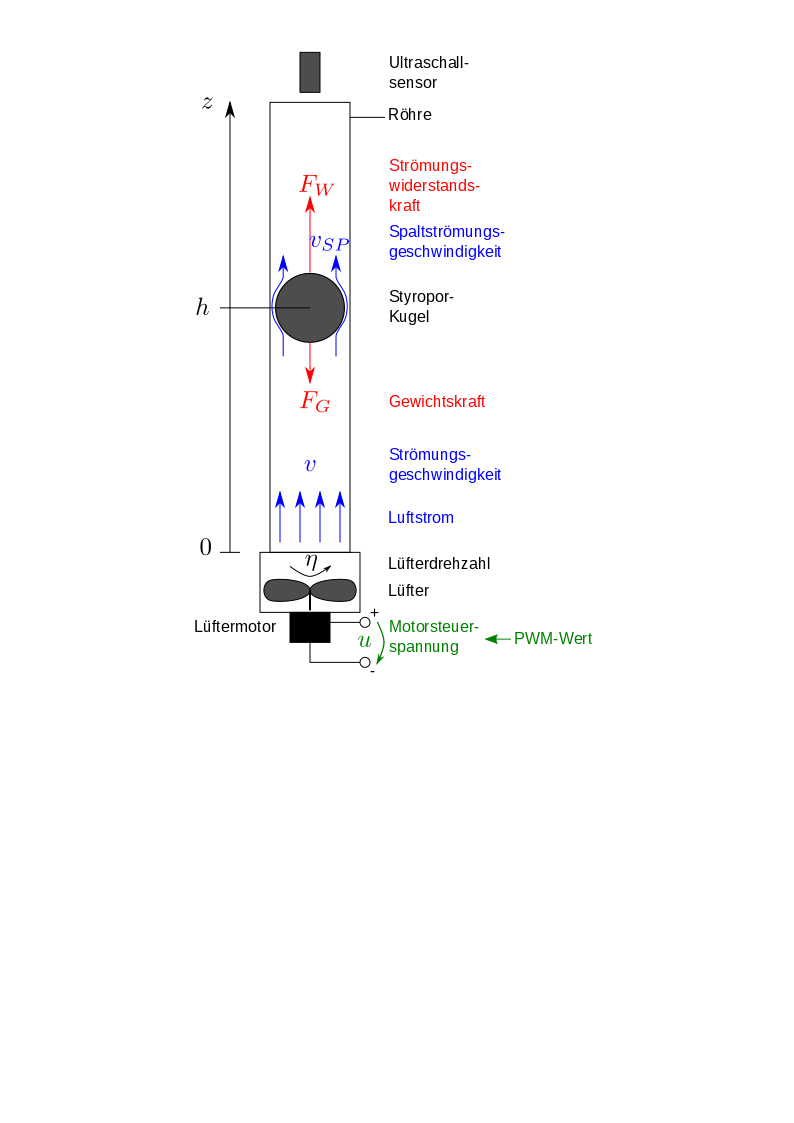 Ultraschall-
sensor
z
Röhre
Strömungs-
widerstands-
kraft
F_W
Spaltströmungs-
geschwindigkeit
v_SP
Styropor-
Kugel
h
Gewichtskraft
F_G
Strömungs-
geschwindigkeit
v
Luftstrom
0
η
Lüfterdrehzahl
Lüfter
Lüftermotor
+
u
-
Motorsteuer-
spannung
PWM-Wert